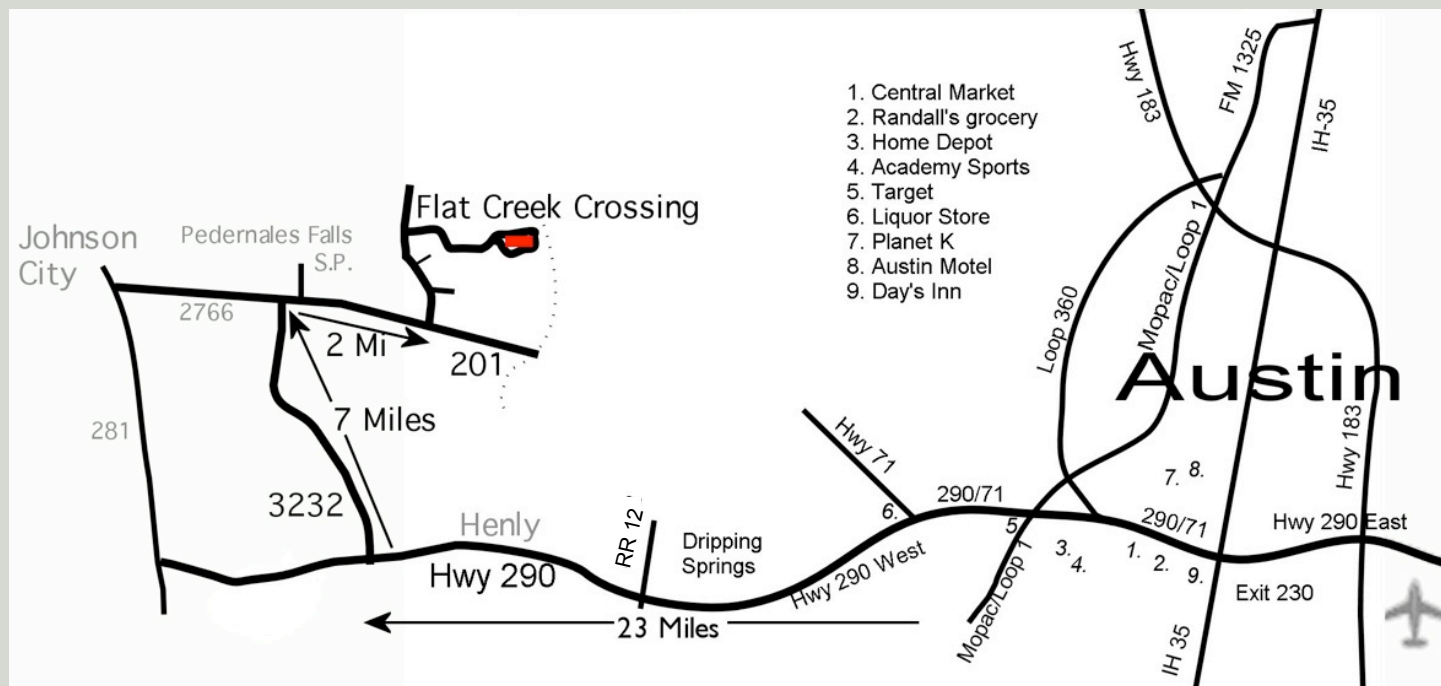 Hwy 183
FM 1325
IH-35
1. Central Market
2. Randall's grocery
3. Home Depot
4. Academy Sports
5. Target
6. Liquor Store
7. Planet K
8. Austin Motel
9. Day's Inn
Flat Creek Crossing
Johnson
City
Pedernales Falls
S.P.
2766
2 Mi
201
Mopac/Loop 1
Loop 360
Austin
281
7 Miles
3232
Hwy 71
Hwy 183
7.
8.
290/71
6.
5.
290/71
Hwy 290 East
Henly
RR 12
Dripping
Springs
Hwy 290 West
3.
4.
1.
2.
9.
Hwy 290
Exit 230
Mopac/Loop 1
23 Miles
IH 35